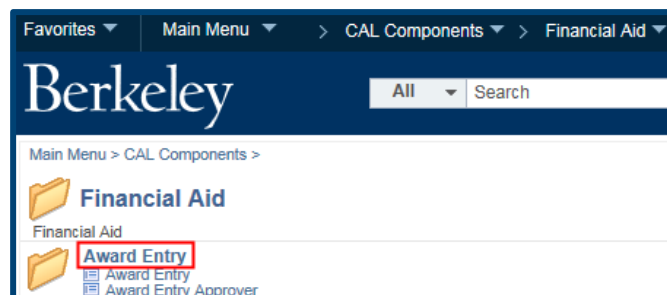 Favorites Main Menu > CAL Components > Financial Aid
Berkeley
All Search
Main Menu > CAL Components >
Financial Aid
Financial Aid
Award Entry
Award Entry
Award Entry Approver